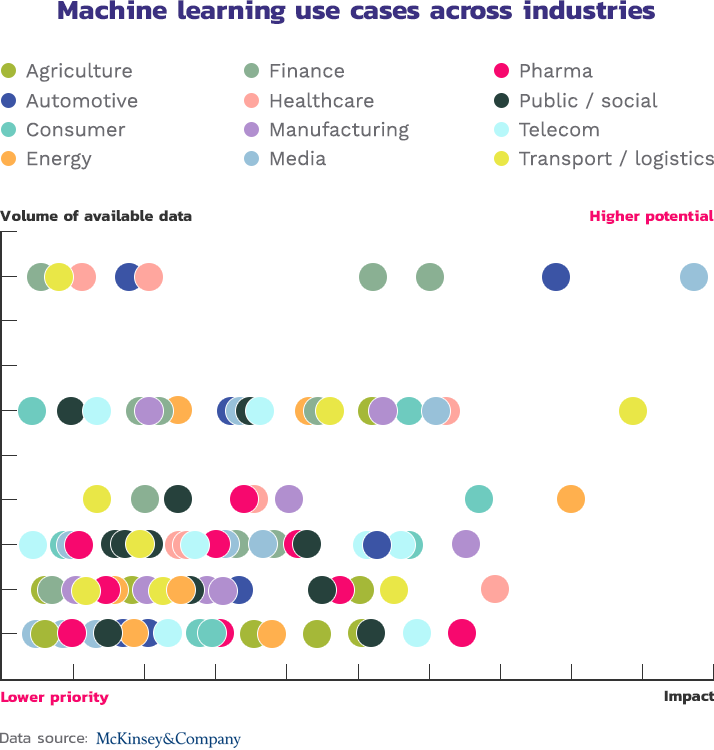 Machine learning use cases across industries
Agriculture
Finance
Pharma
Automotive
Healthcare
Public / social
Consumer
Manufacturing
Telecom
Energy
Media
Transport / logistics
Volume of available data
Higher potential
Lower priority
Impact
Data source: McKinsey&Company